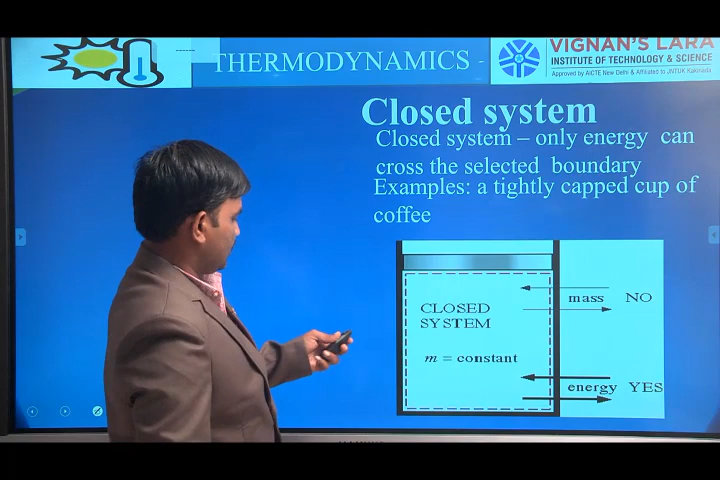 THERMODYNAMICS -
VIGNAN'S LARA
INSTITUTE OF TECHNOLOGY & SCIENCE
Approved by AICTE New Delhi & Affiliated to JNTUK Kakinada
Closed system
Closed system – only energy can
cross the selected boundary
Examples: a tightly capped cup of
coffee
CLOSED
SYSTEM
m = constant
mass NO
energy YES